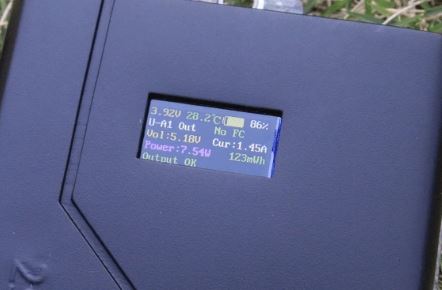 3.92V 28.2℃ 86%
U-A1 Out No FC
Vol:5.18V Cur:1.45A
Power:7.54W 123mWh
Output OK